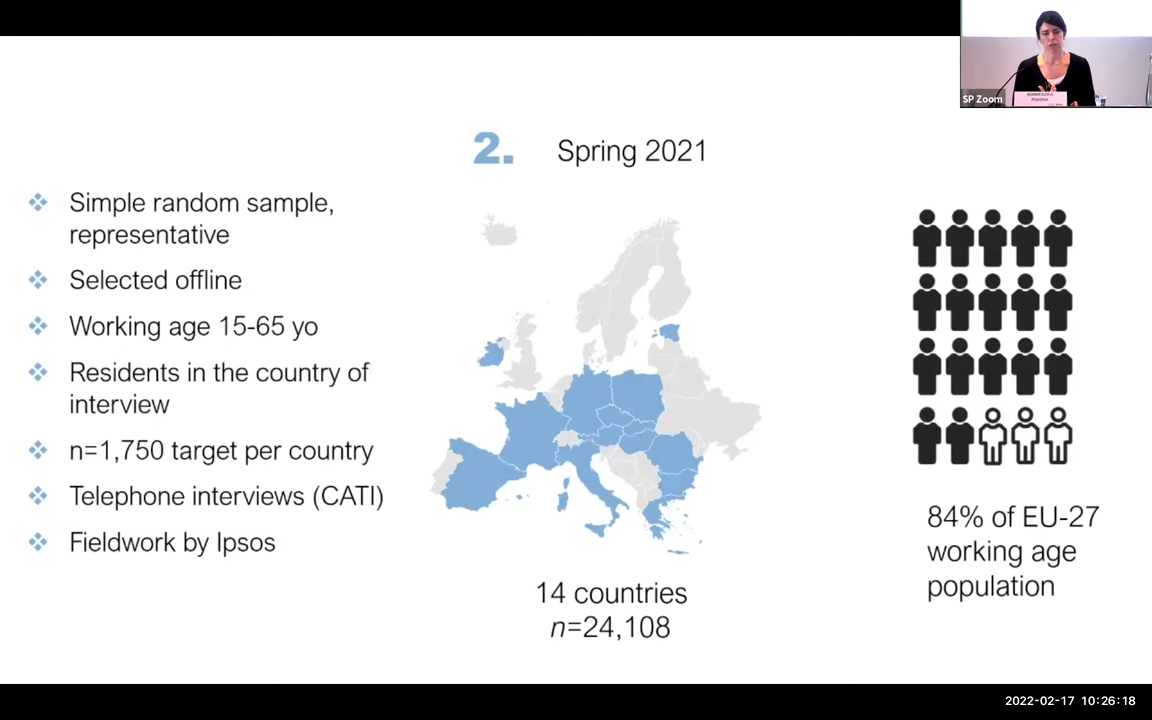 SP Zoom
AGNIESZKA
PIASNA
2. Spring 2021
Simple random sample,
representative
Selected offline
Working age 15-65 yo
Residents in the country of
interview
n=1,750 target per country
Telephone interviews (CATI)
Fieldwork by Ipsos
14 countries
n=24,108
84% of EU-27
working age
population
2022-02-17 10:26:18